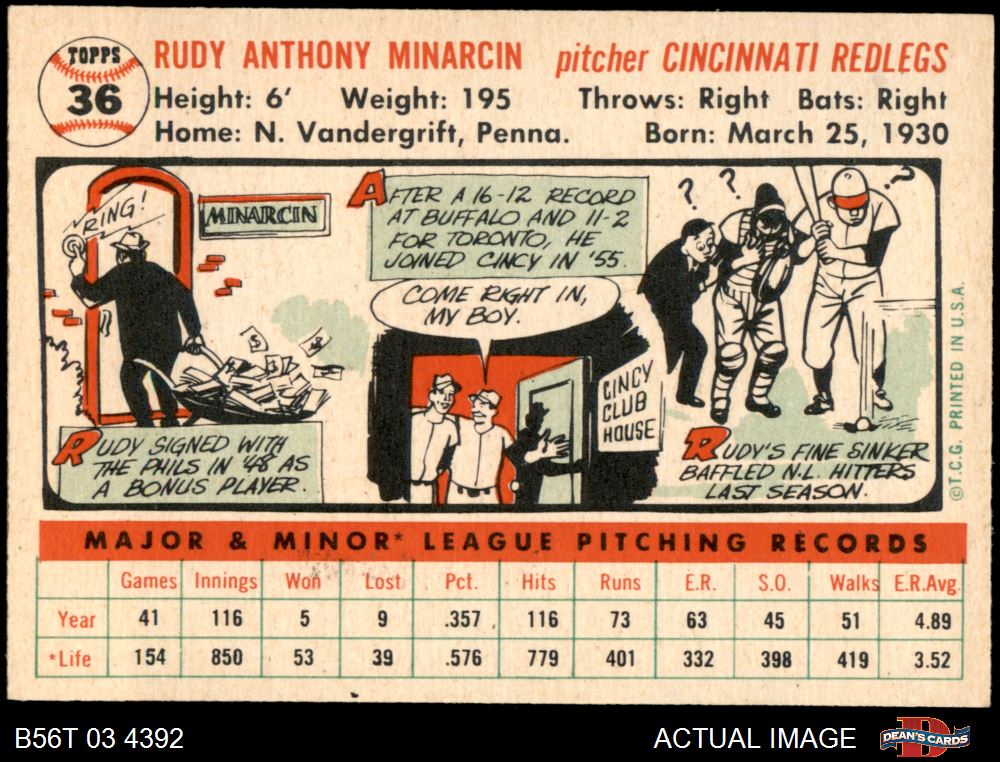 TOPPS
36
RUDY ANTHONY MINARCIN pitcher CINCINNATI REDLEGS
Height: 6' Weight: 195 Throws: Right Bats: Right
Home: N. Vandergrift, Penna. Born: March 25, 1930
RING!
MINARCIN
RUDY SIGNED WITH
THE PHILS IN '48 AS
A BONUS PLAYER.
AFTER A 16-12 RECORD
AT BUFFALO AND 11-2
FOR TORONTO, HE
JOINED CINCY IN '55.
COME RIGHT IN,
MY BOY.
CINCY
CLUB
HOUSE
? ? ?
RUDY'S FINE SINKER
BAFFLED N.L. HITTERS
LAST SEASON.
©T.C.G. PRINTED IN U.S.A.
MAJOR & MINOR* LEAGUE PITCHING RECORDS
Games Innings Won Lost Pct. Hits Runs E.R. S.O. Walks E.R.Avg.
Year 41 116 5 9 .357 116 73 63 45 51 4.89
*Life 154 850 53 39 .576 779 401 332 398 419 3.52
B56T 03 4392 ACTUAL IMAGE
D
DEAN'S CARDS